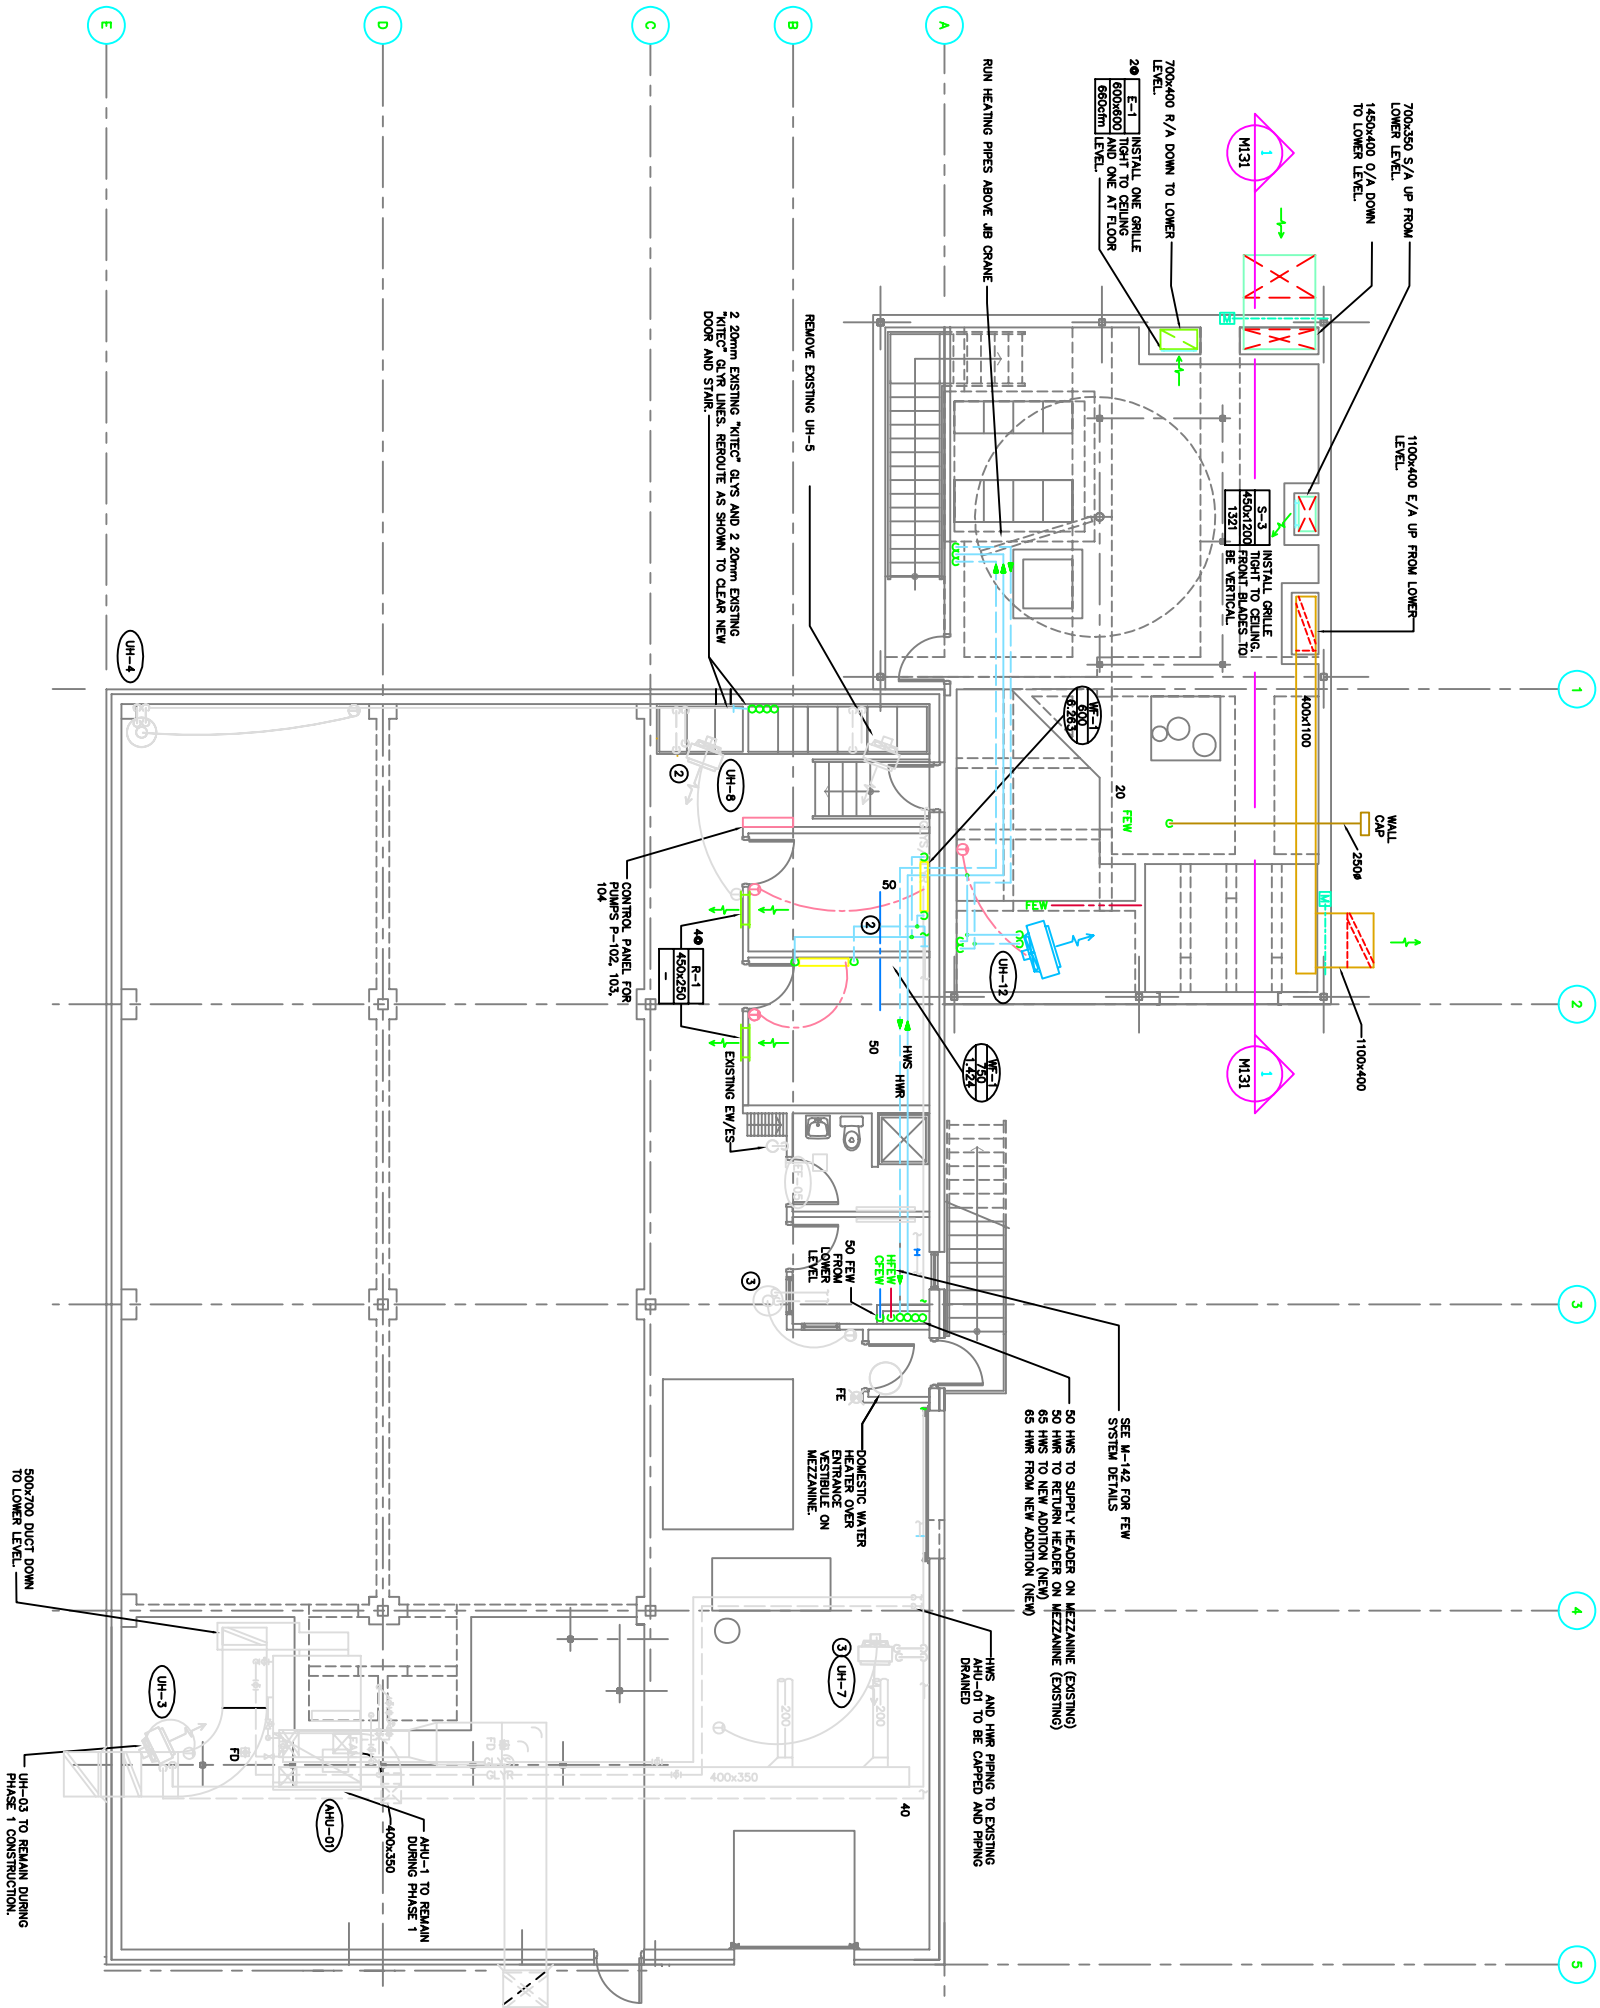 E
D
C
B
A
1
2
3
4
5
700x350 S/A UP FROM
LOWER LEVEL.
1450x400 O/A DOWN
TO LOWER LEVEL.
1100x400 E/A UP FROM LOWER
LEVEL.
700x400 R/A DOWN TO LOWER
LEVEL.
2@
E-1
600x600
660cfm
INSTALL ONE GRILLE
TIGHT TO CEILING
AND ONE AT FLOOR
LEVEL.
RUN HEATING PIPES ABOVE JIB CRANE
1
M131
M
S-3
450x1200
1321
INSTALL GRILLE
TIGHT TO CEILING.
FRONT BLADES TO
BE VERTICAL.
400x1100
WALL
CAP
250ø
20
FEW
FEW
M
1100x400
1
M131
WF-1
600
6.263
UH-12
WF-1
750
1.424
REMOVE EXISTING UH-5
2 20mm EXISTING "KITEC" GLYS AND 2 20mm EXISTING
"KITEC" GLYR LINES. REROUTE AS SHOWN TO CLEAR NEW
DOOR AND STAIR.
UH-4
UH-8
2
2
50
50
HWS
HWR
CONTROL PANEL FOR
PUMPS P-102, 103,
104
4@
R-1
450x250
-
EXISTING EW/ES
50 FEW
FROM
LOWER
LEVEL
HFEW
CFEW
3
FE
DOMESTIC WATER
HEATER OVER
ENTRANCE
VESTIBULE ON
MEZZANINE.
SEE M-142 FOR FEW
SYSTEM DETAILS
50 HWS TO SUPPLY HEADER ON MEZZANINE (EXISTING)
50 HWR TO RETURN HEADER ON MEZZANINE (EXISTING)
65 HWS TO NEW ADDITION (NEW)
65 HWR FROM NEW ADDITION (NEW)
HWS AND HWR PIPING TO EXISTING
AHU-01 TO BE CAPPED AND PIPING
DRAINED
3
UH-7
200
200
400x350
40
500x700 DUCT DOWN
TO LOWER LEVEL.
UH-3
FD
FD
GLYR
AHU-01
400x350
AHU-1 TO REMAIN
DURING PHASE 1
UH-03 TO REMAIN DURING
PHASE 1 CONSTRUCTION.